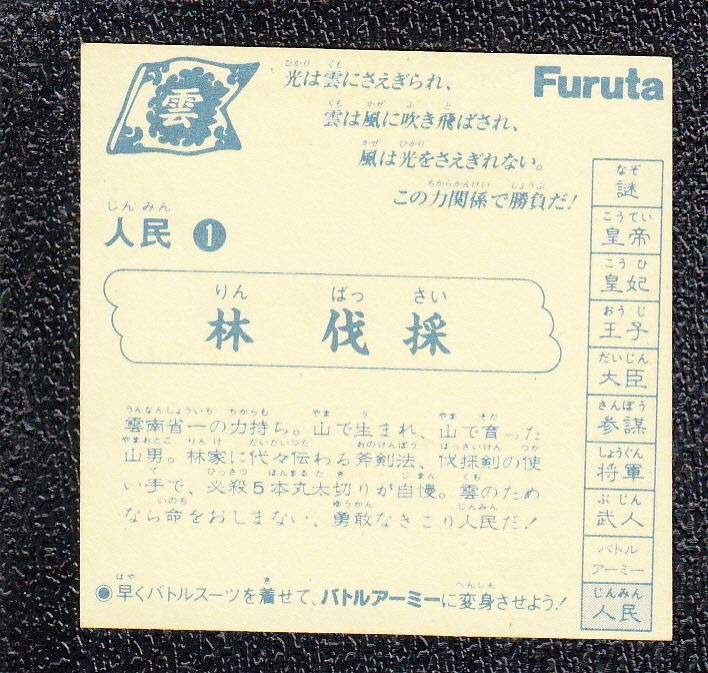 雲
光は雲にさえぎられ、
雲は風に吹き飛ばされ、
風は光をさえぎれない。
この力関係で勝負だ!
Furuta
人民 1
林 伐 採
雲南省一の力持ち。山で生まれ、山で育った
山男。林家に代々伝わる斧剣法、伐採剣の使
い手で、必殺5本丸太切りが自慢。雲のため
なら命をおしまない、勇敢なきこり人民だ!
◉早くバトルスーツを着せて、バトルアーミーに変身させよう!
謎
皇帝
皇妃
王子
大臣
参謀
将軍
武人
バトル
アーミー
人民